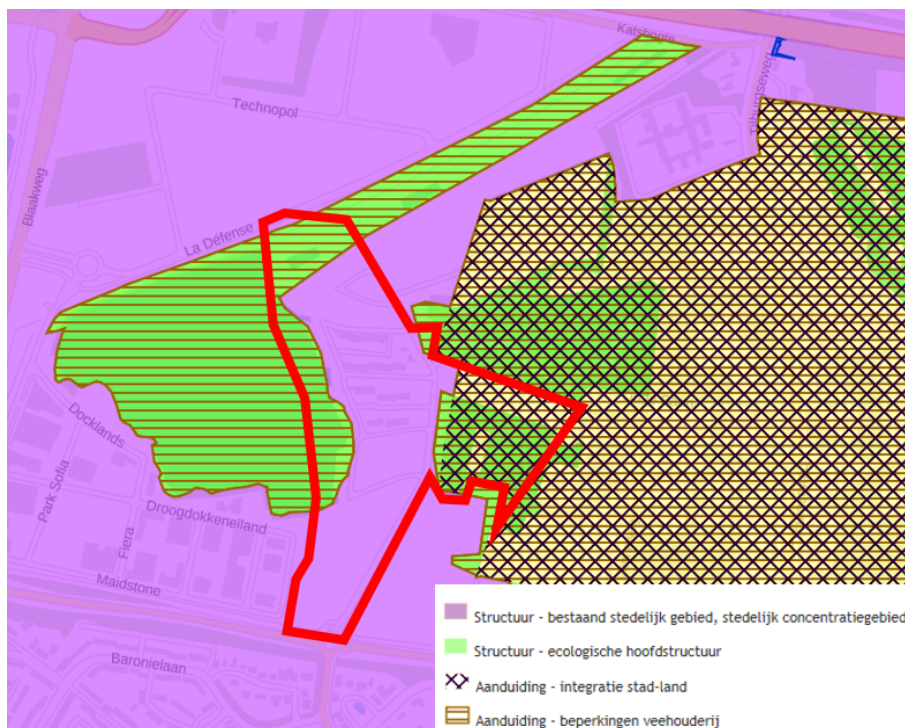 Katsbogte
Technopol
Tilburgseweg
Blaakweg
La Défense
Docklands
Park Sofia
Fiera
Droogdokkeneiland
Maidstone
Baronielaan
Structuur - bestaand stedelijk gebied, stedelijk concentratiegebied
Structuur - ecologische hoofdstructuur
Aanduiding - integratie stad-land
Aanduiding - beperkingen veehouderij